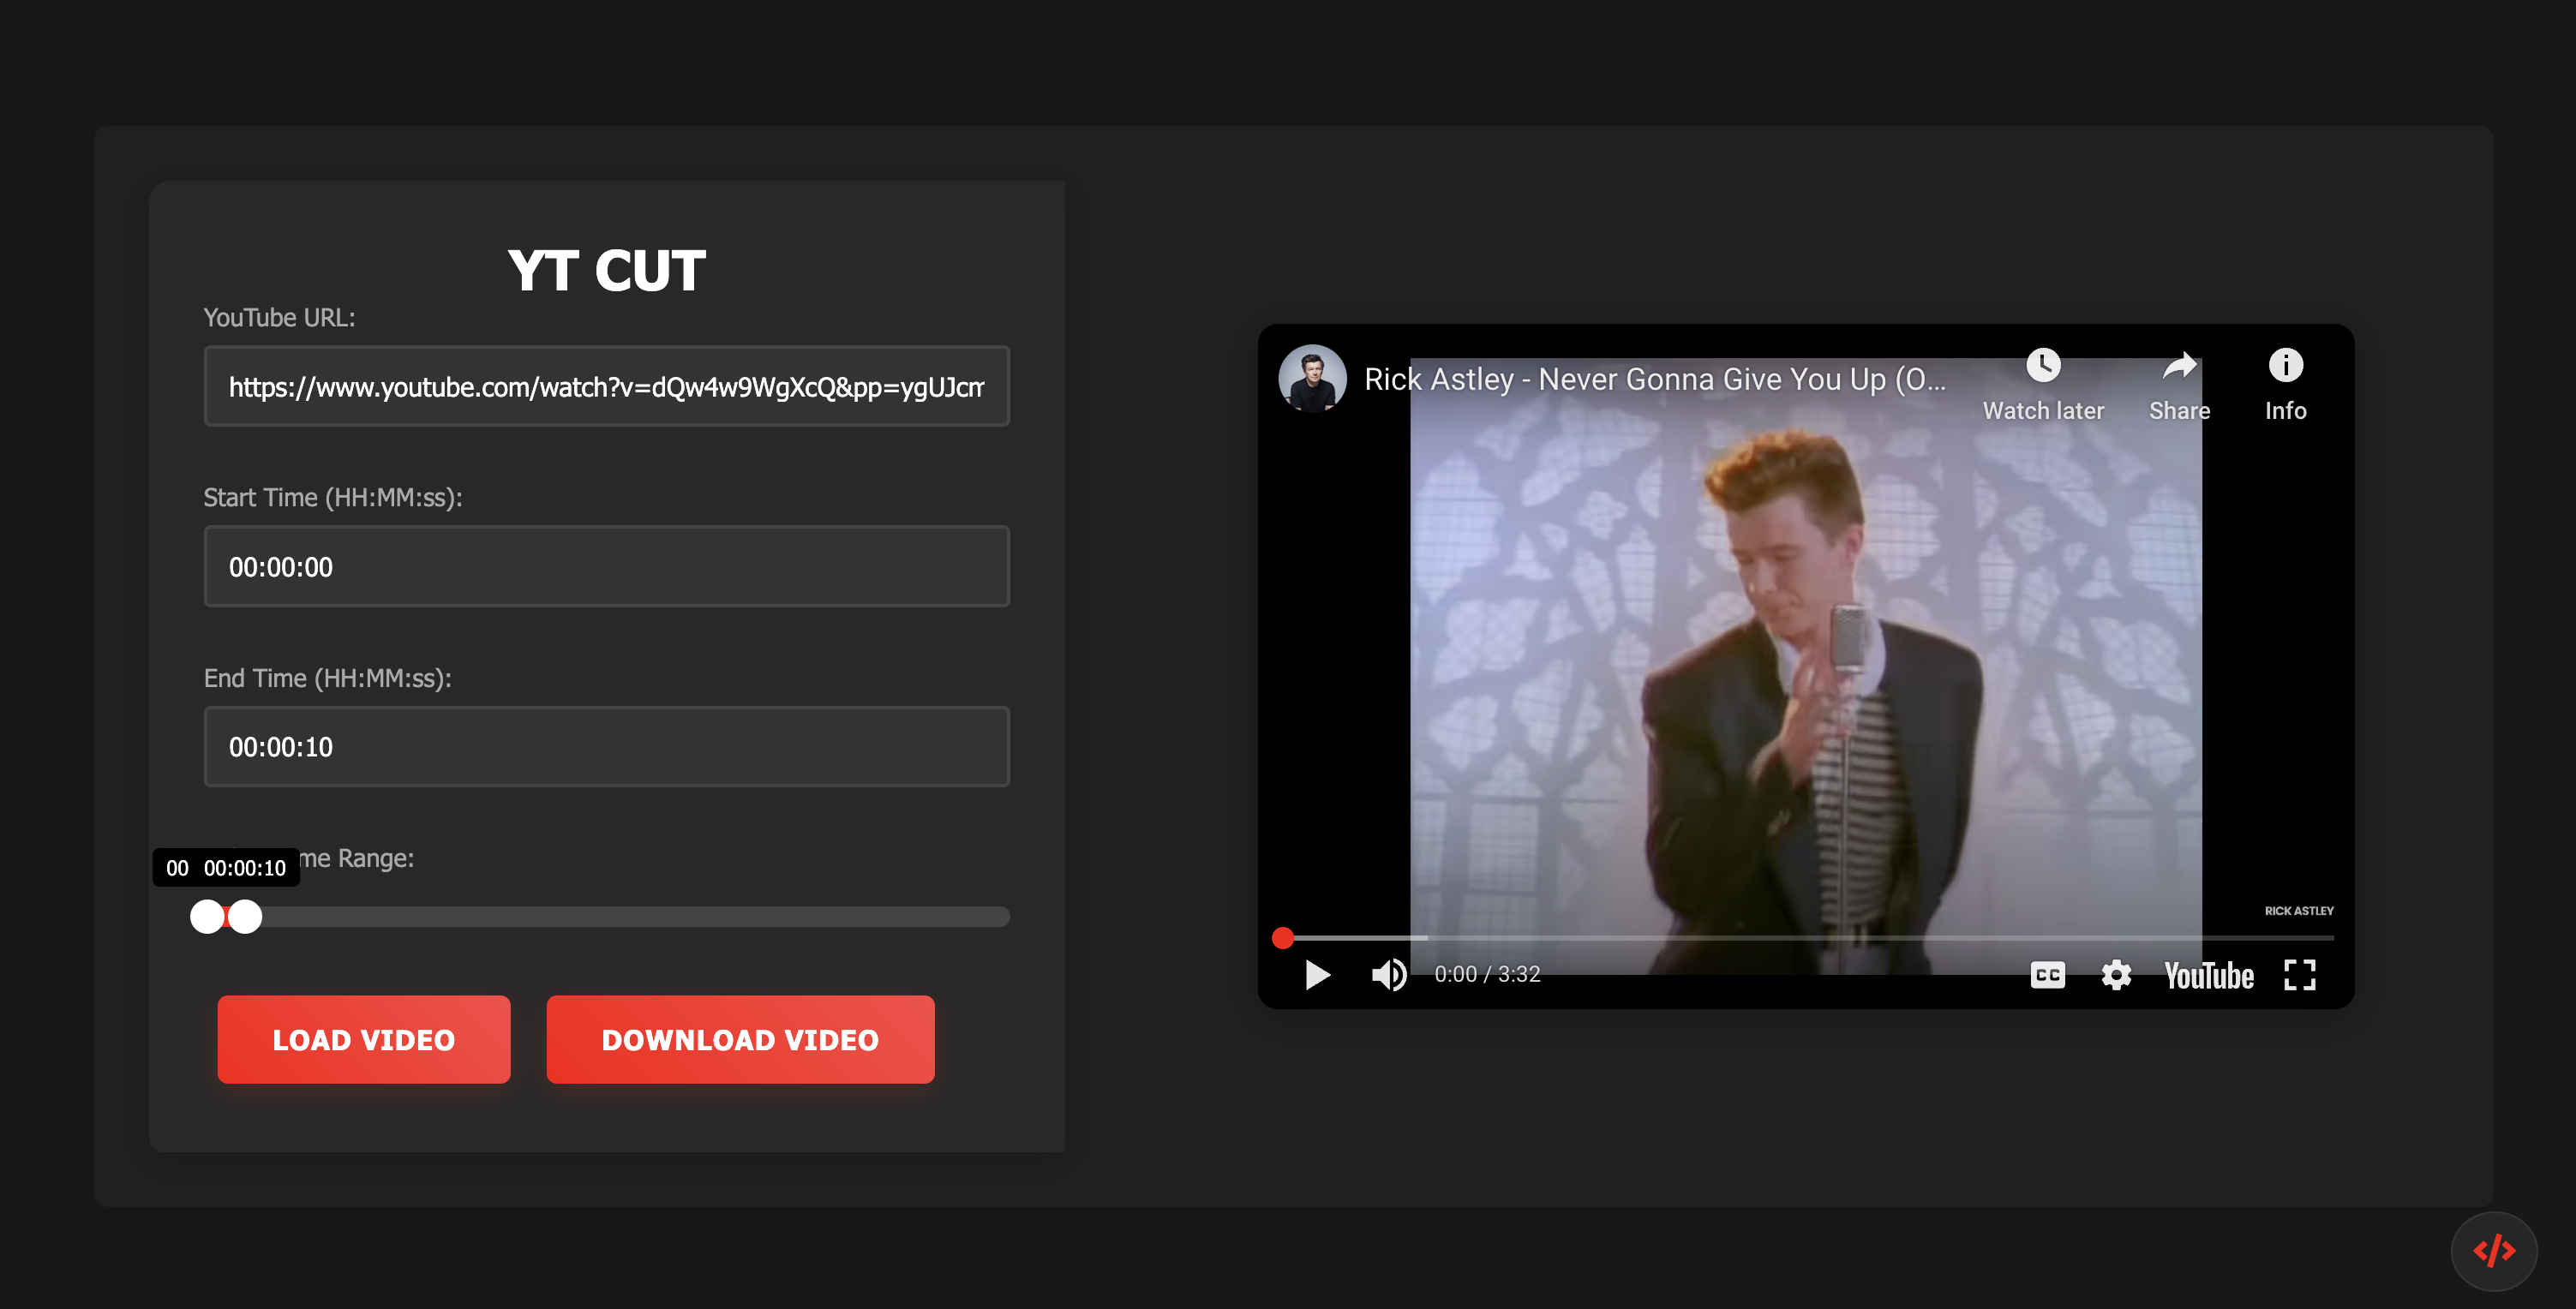 YT CUT
YouTube URL:
https://www.youtube.com/watch?v=dQw4w9WgXcQ&pp=ygUJcm
Start Time (HH:MM:ss):
00:00:00
End Time (HH:MM:ss):
00:00:10
00 00:00:10 me Range:
LOAD VIDEO
DOWNLOAD VIDEO
Rick Astley - Never Gonna Give You Up (O...
Watch later
Share
Info
RICK ASTLEY
0:00 / 3:32
CC
YouTube
</>